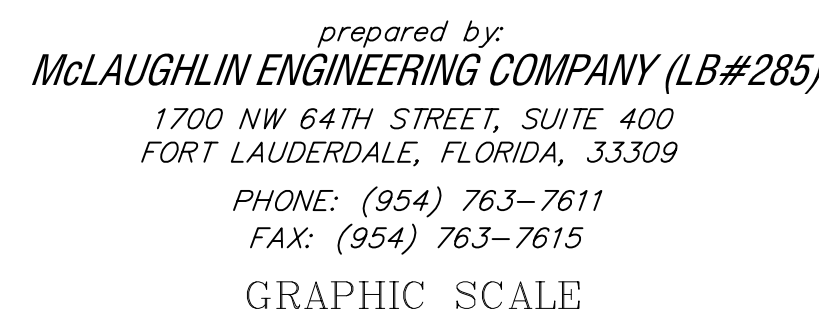 prepared by:
McLAUGHLIN ENGINEERING COMPANY (LB#285)
1700 NW 64TH STREET, SUITE 400
FORT LAUDERDALE, FLORIDA, 33309
PHONE: (954) 763-7611
FAX: (954) 763-7615
GRAPHIC SCALE